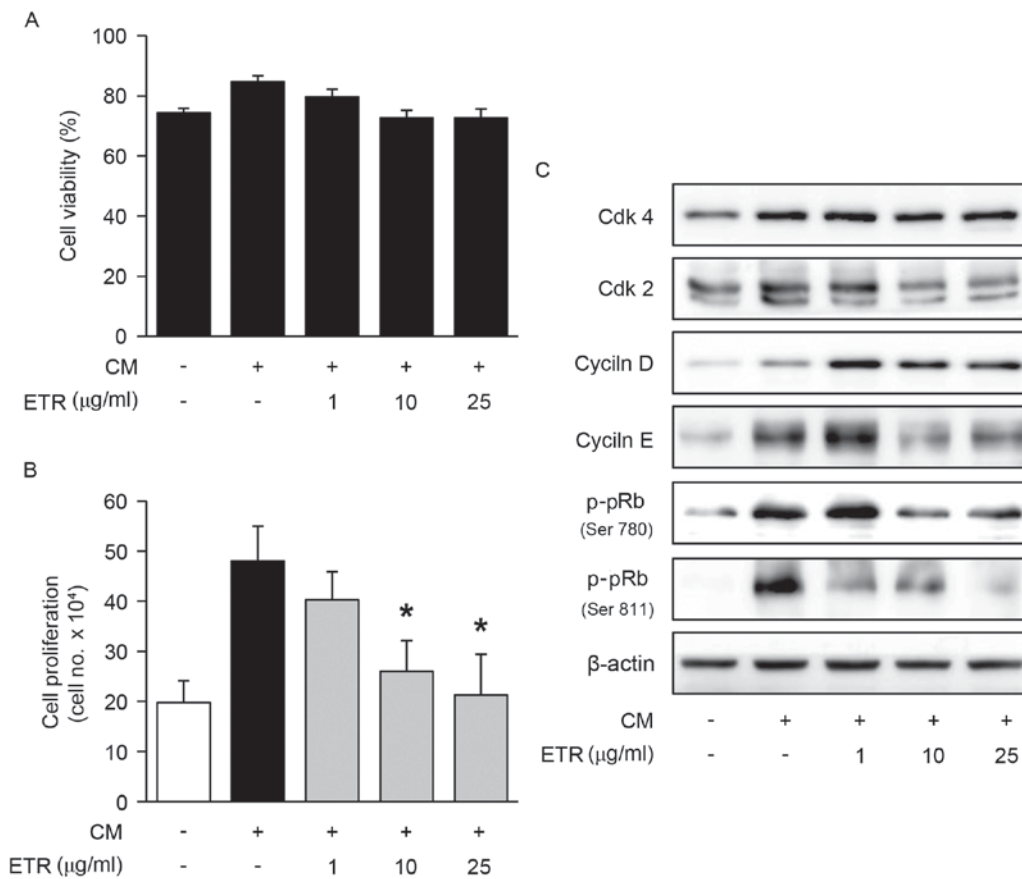 A
Cell viability (%)
100
80
60
40
80
0
CM - + + + +
ETR (μg/ml) - - 1 10 25
B
Cell proliferation
(cell no. x 10⁴)
60
50
40
30
20
10
0
* *
CM - + + + +
ETR (μg/ml) - - 1 10 25
C
Cdk 4
Cdk 2
Cyciln D
Cyciln E
p-pRb
(Ser 780)
p-pRb
(Ser 811)
β-actin
CM - + + + +
ETR (μg/ml) - - 1 10 25